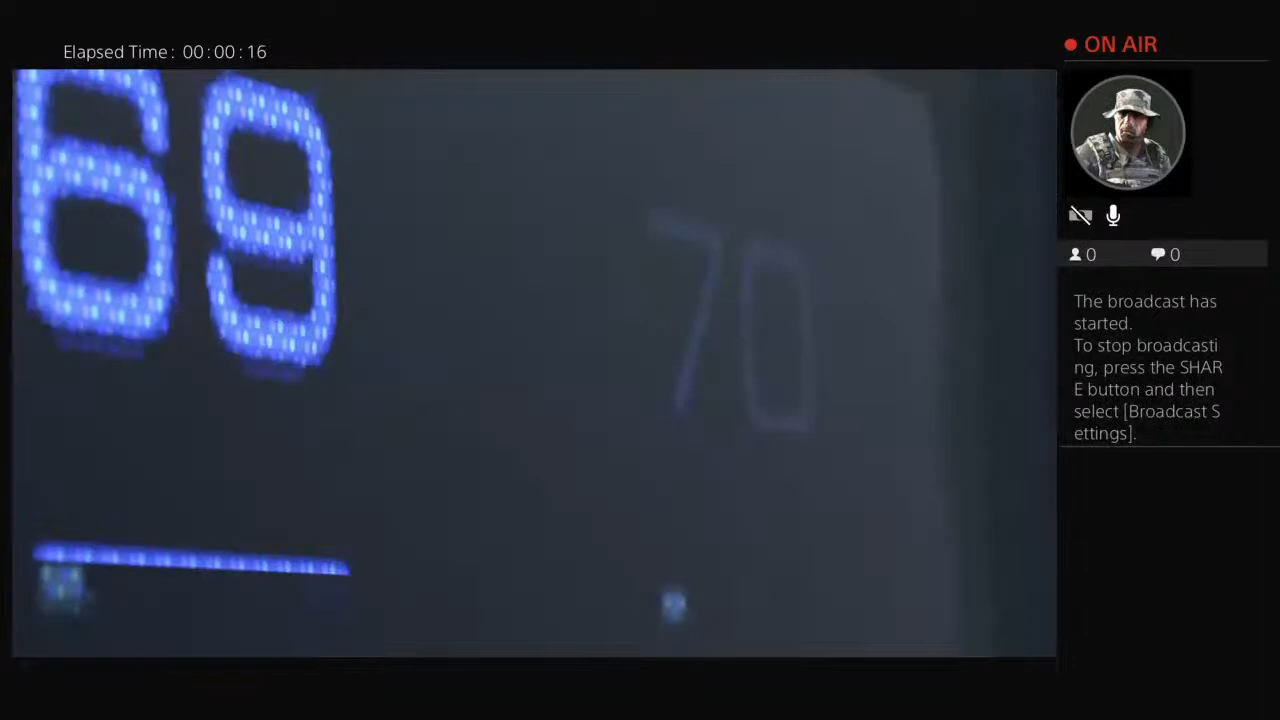 Elapsed Time: 00:00:16
ON AIR
69
70
0
0
The broadcast has
started.
To stop broadcasti
ng, press the SHAR
E button and then
select [Broadcast S
ettings].